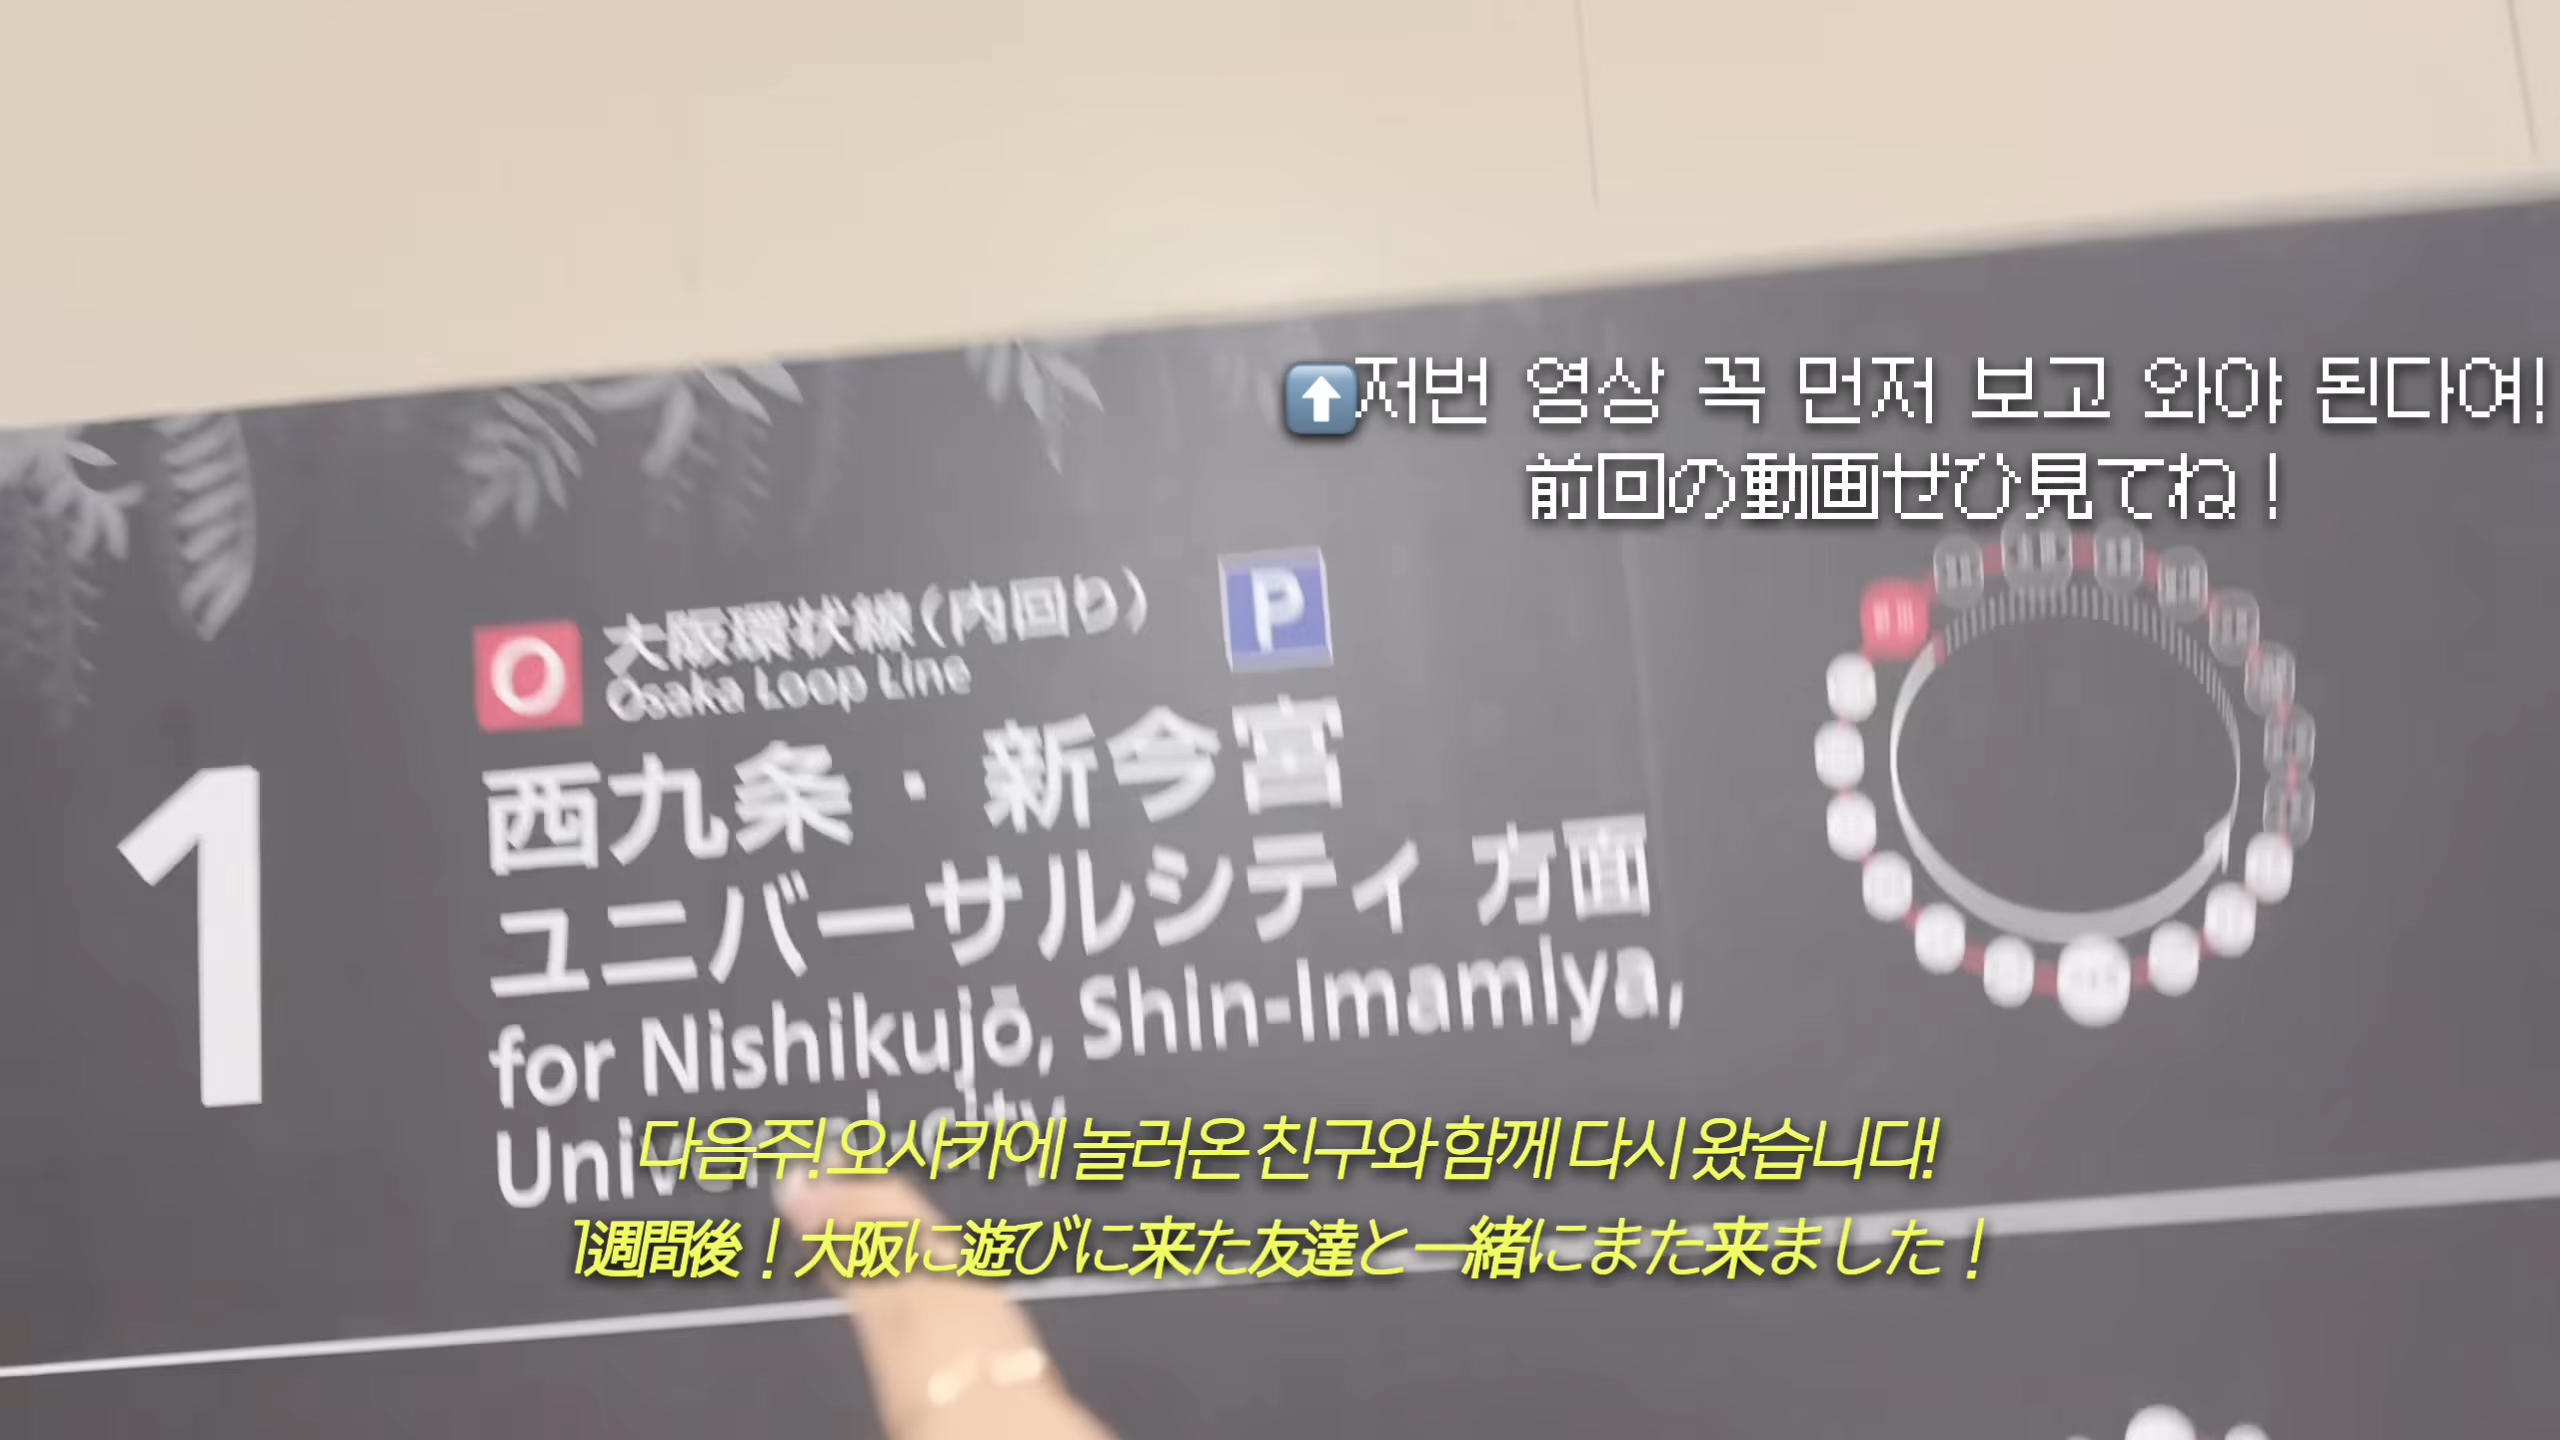 ⬆️저번 영상 꼭 먼저 보고 와야 된다여!
前回の動画ぜひ見てね！
O 大阪環状線(内回り) P
Osaka Loop Line
1
西九条・新今宮
ユニバーサルシティ 方面
for Nishikujō, Shin-Imamiya,
Universal-city
다음주! 오사카에 놀러온 친구와 함께 다시 왔습니다!
1週間後！大阪に遊びに来た友達と一緒にまた来ました！